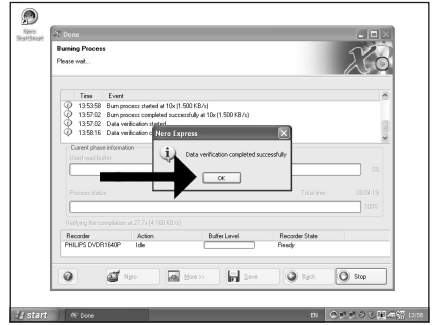 Nero
StartSmart
Done
Burning Process
Please wait...
Time Event
13:53:58 Burn process started at 10x (1.500 KB/s)
13:57:02 Burn process completed successfully at 10x (1.500 KB/s)
13:57:02 Data verification started
13:58:16 Data verification c
Nero Express
Data verification completed successfully
OK
Current phase information
Used read buffer
0%
Process status
Total time:
00:04:19
100%
Verifying the compilation at 27.7x (4.160 KB/s)
Recorder Action Buffer Level Recorder State
PHILIPS DVDR1640P Idle Ready
Nero More >> Save Back Stop
start Done EN 13:58